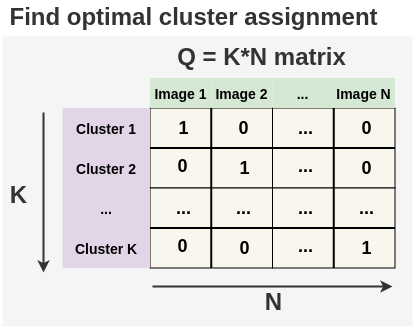 Find optimal cluster assignment
Q = K*N matrix
Image 1 Image 2 ... Image N
Cluster 1 1 0 ... 0
Cluster 2 0 1 ... 0
... ... ... ... ...
Cluster K 0 0 ... 1
K
N